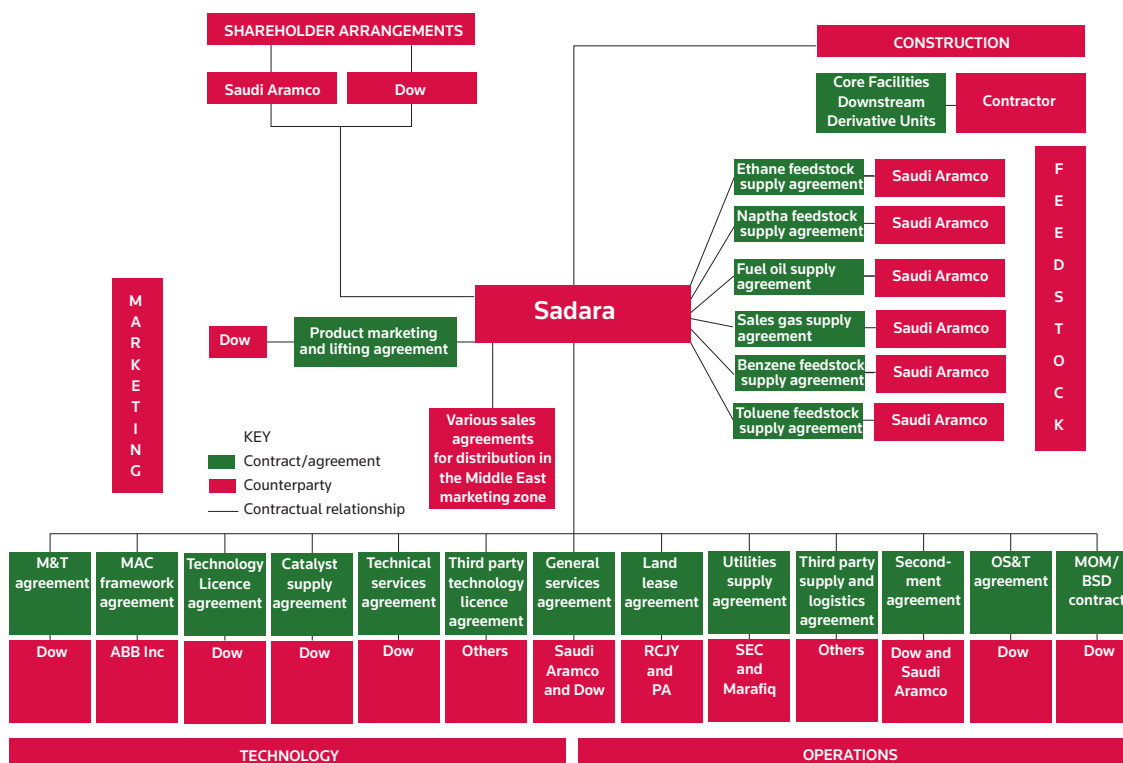 SHAREHOLDER ARRANGEMENTS
Saudi Aramco
Dow
CONSTRUCTION
Core Facilities
Downstream
Derivative Units
Contractor
Ethane feedstock
supply agreement
Saudi Aramco
Naptha feedstock
supply agreement
Saudi Aramco
Fuel oil supply
agreement
Saudi Aramco
Sales gas supply
agreement
Saudi Aramco
Benzene feedstock
supply agreement
Saudi Aramco
Toluene feedstock
supply agreement
Saudi Aramco
F
E
E
D
S
T
O
C
K
Sadara
M
A
R
K
E
T
I
N
G
Dow
Product marketing
and lifting agreement
Various sales
agreements
for distribution in
the Middle East
marketing zone
KEY
Contract/agreement
Counterparty
Contractual relationship
M&T
agreement
MAC
framework
agreement
Technology
Licence
agreement
Catalyst
supply
agreement
Technical
services
agreement
Third party
technology
licence
agreement
General
services
agreement
Land
lease
agreement
Utilities
supply
agreement
Third party
supply and
logistics
agreement
Second-
ment
agreement
OS&T
agreement
MOM/
BSD
contract
Dow
ABB Inc
Dow
Dow
Dow
Others
Saudi
Aramco
and Dow
RCJY
and
PA
SEC
and
Marafiq
Others
Dow and
Saudi
Aramco
Dow
Dow
TECHNOLOGY
OPERATIONS